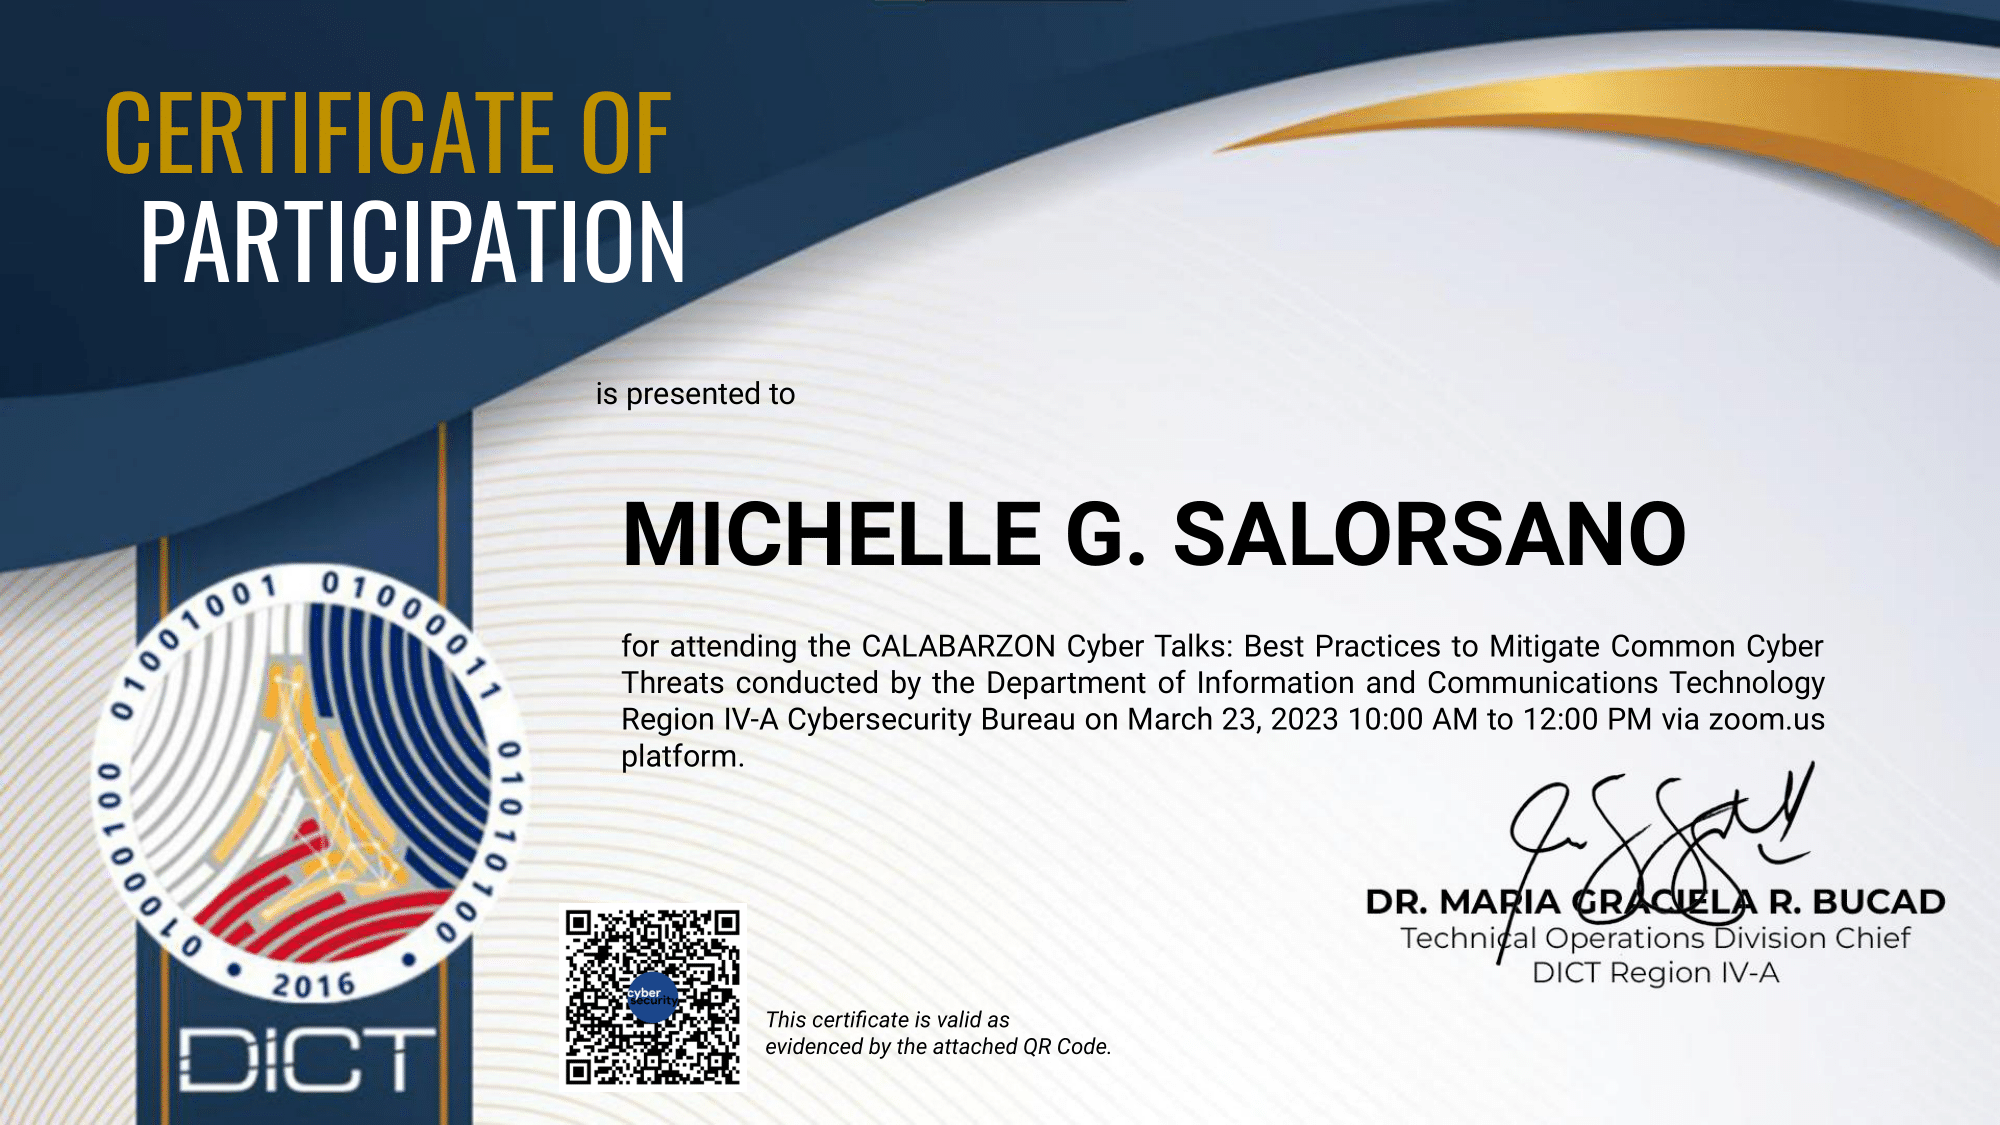 CERTIFICATE OF
PARTICIPATION
is presented to
MICHELLE G. SALORSANO
for attending the CALABARZON Cyber Talks: Best Practices to Mitigate Common Cyber
Threats conducted by the Department of Information and Communications Technology
Region IV-A Cybersecurity Bureau on March 23, 2023 10:00 AM to 12:00 PM via zoom.us
platform.
01001001 01000011 01010100 01000100
2016
DICT
cyber
security
This certificate is valid as
evidenced by the attached QR Code.
DR. MARIA GRACIELA R. BUCAD
Technical Operations Division Chief
DICT Region IV-A